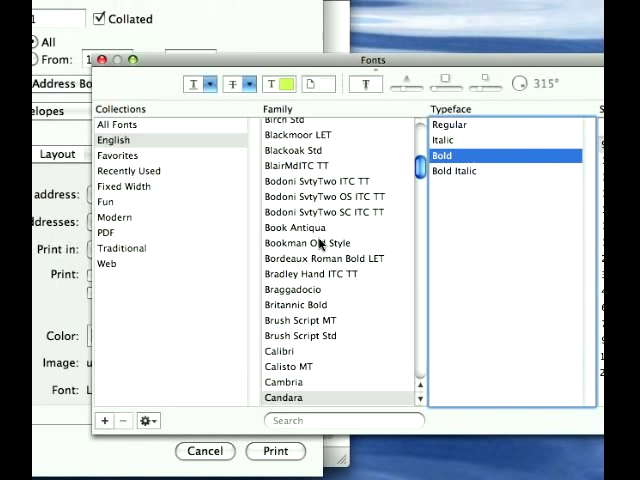 1
Collated
All
From: 1
Fonts
Address Bo
elopes
Layout
address:
dresses:
Print in:
Print:
Color:
Image: u
Font: L
Cancel
Print
T T T T 315°
Collections
All Fonts
English
Favorites
Recently Used
Fixed Width
Fun
Modern
PDF
Traditional
Web
Family
Birch Std
Blackmoor LET
Blackoak Std
BlairMdITC TT
Bodoni SvtyTwo ITC TT
Bodoni SvtyTwo OS ITC TT
Bodoni SvtyTwo SC ITC TT
Book Antiqua
Bookman Old Style
Bordeaux Roman Bold LET
Bradley Hand ITC TT
Braggadocio
Britannic Bold
Brush Script MT
Brush Script Std
Calibri
Calisto MT
Cambria
Candara
Search
Typeface
Regular
Italic
Bold
Bold Italic
S